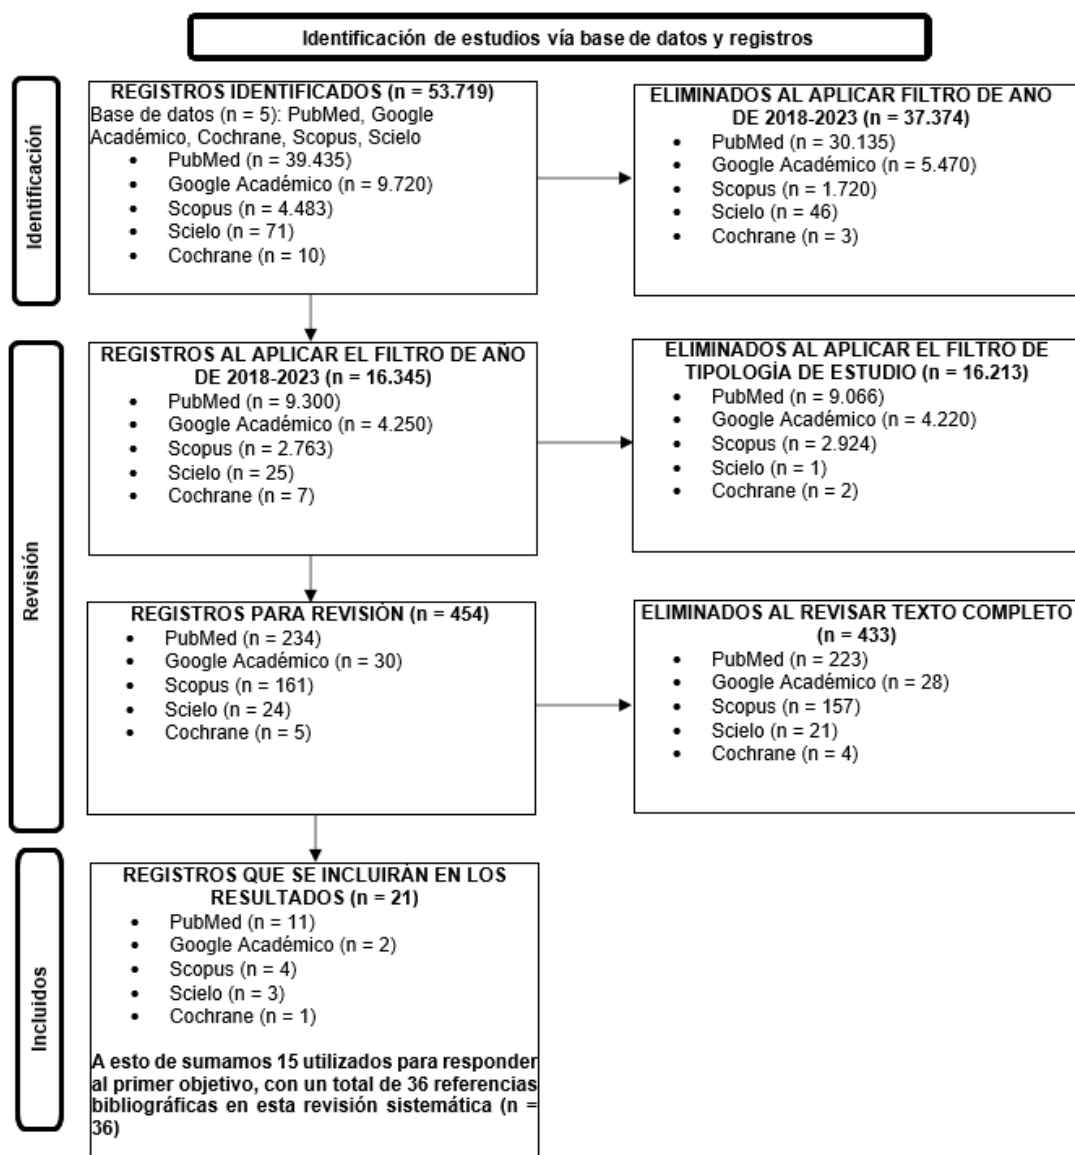 Identificación de estudios vía base de datos y registros
Identificación
REGISTROS IDENTIFICADOS (n = 53.719)
Base de datos (n = 5): PubMed, Google
Académico, Cochrane, Scopus, Scielo
• PubMed (n = 39.435)
• Google Académico (n = 9.720)
• Scopus (n = 4.483)
• Scielo (n = 71)
• Cochrane (n = 10)
ELIMINADOS AL APLICAR FILTRO DE AÑO
DE 2018-2023 (n = 37.374)
• PubMed (n = 30.135)
• Google Académico (n = 5.470)
• Scopus (n = 1.720)
• Scielo (n = 46)
• Cochrane (n = 3)
Revisión
REGISTROS AL APLICAR EL FILTRO DE AÑO
DE 2018-2023 (n = 16.345)
• PubMed (n = 9.300)
• Google Académico (n = 4.250)
• Scopus (n = 2.763)
• Scielo (n = 25)
• Cochrane (n = 7)
ELIMINADOS AL APLICAR EL FILTRO DE
TIPOLOGÍA DE ESTUDIO (n = 16.213)
• PubMed (n = 9.066)
• Google Académico (n = 4.220)
• Scopus (n = 2.924)
• Scielo (n = 1)
• Cochrane (n = 2)
REGISTROS PARA REVISIÓN (n = 454)
• PubMed (n = 234)
• Google Académico (n = 30)
• Scopus (n = 161)
• Scielo (n = 24)
• Cochrane (n = 5)
ELIMINADOS AL REVISAR TEXTO COMPLETO
(n = 433)
• PubMed (n = 223)
• Google Académico (n = 28)
• Scopus (n = 157)
• Scielo (n = 21)
• Cochrane (n = 4)
Incluidos
REGISTROS QUE SE INCLUIRÁN EN LOS
RESULTADOS (n = 21)
• PubMed (n = 11)
• Google Académico (n = 2)
• Scopus (n = 4)
• Scielo (n = 3)
• Cochrane (n = 1)
A esto de sumamos 15 utilizados para responder
al primer objetivo, con un total de 36 referencias
bibliográficas en esta revisión sistemática (n =
36)